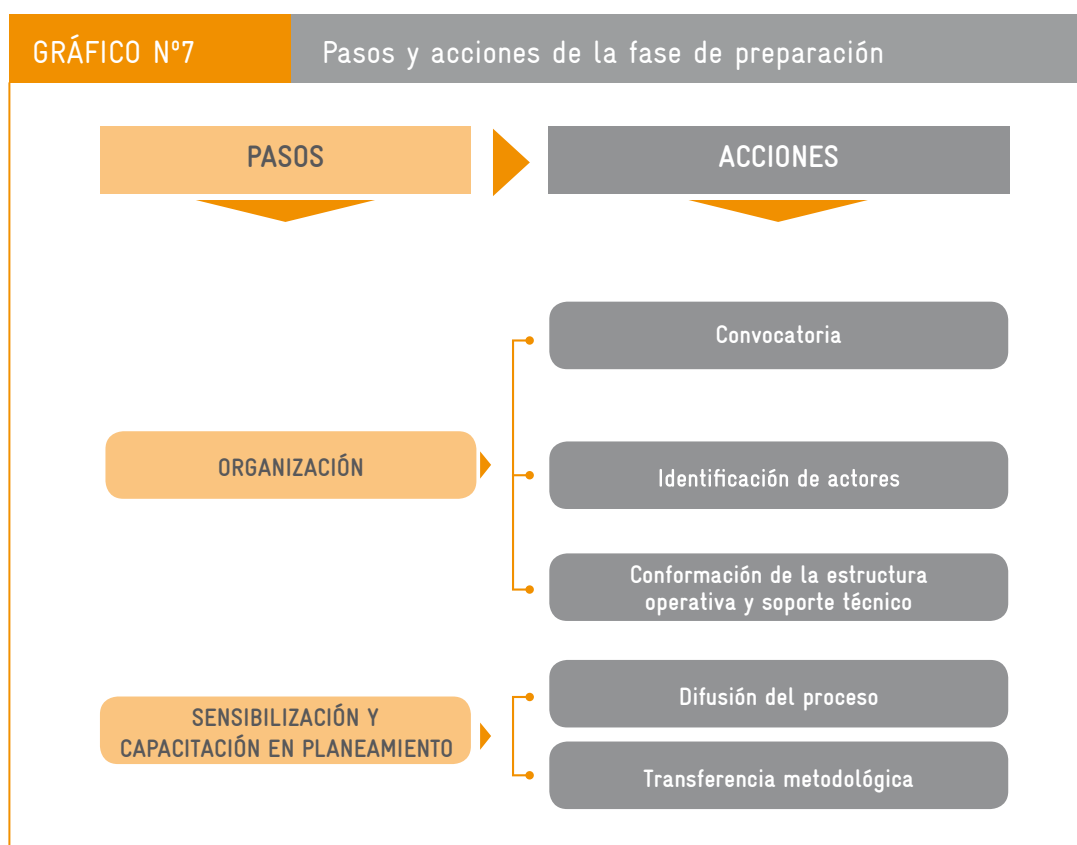 GRÁFICO Nº7
Pasos y acciones de la fase de preparación
PASOS
ACCIONES
ORGANIZACIÓN
Convocatoria
Identificación de actores
Conformación de la estructura
operativa y soporte técnico
SENSIBILIZACIÓN Y
CAPACITACIÓN EN PLANEAMIENTO
Difusión del proceso
Transferencia metodológica